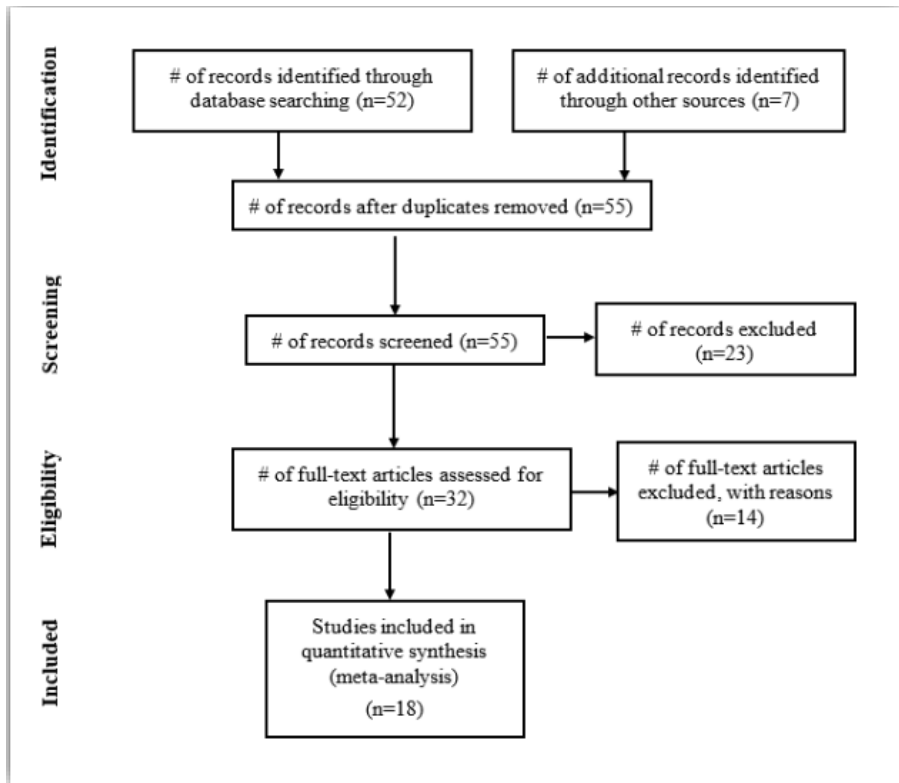 Identification
# of records identified through
database searching (n=52)
# of additional records identified
through other sources (n=7)
# of records after duplicates removed (n=55)
Screening
# of records screened (n=55)
# of records excluded
(n=23)
Eligibility
# of full-text articles assessed for
eligibility (n=32)
# of full-text articles
excluded, with reasons
(n=14)
Included
Studies included in
quantitative synthesis
(meta-analysis)
(n=18)